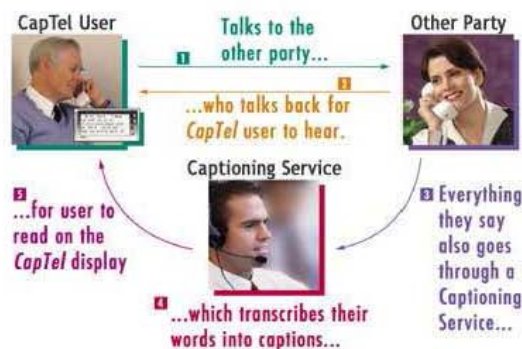 CapTel User
Other Party
Talks to the
1
other party...
2
...who talks back for
CapTel user to hear.
Captioning Service
3
Everything
they say
also goes
through a
Captioning
Service...
4
...which transcribes their
words into captions...
5
...for user to
read on the
CapTel display